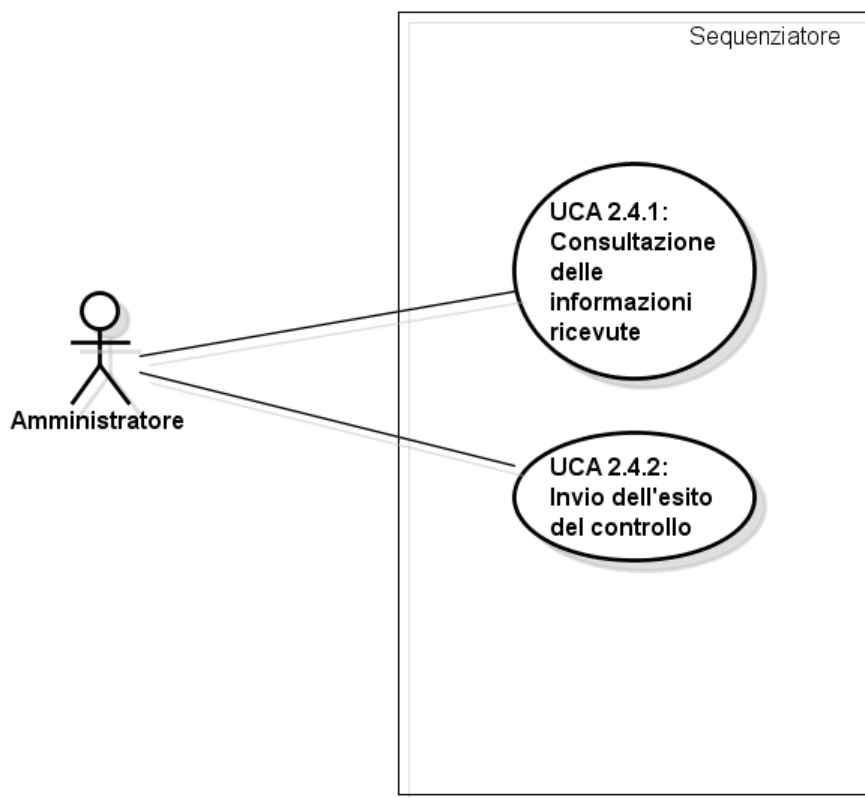 Sequenziatore
UCA 2.4.1:
Consultazione
delle
informazioni
ricevute
Amministratore
UCA 2.4.2:
Invio dell'esito
del controllo